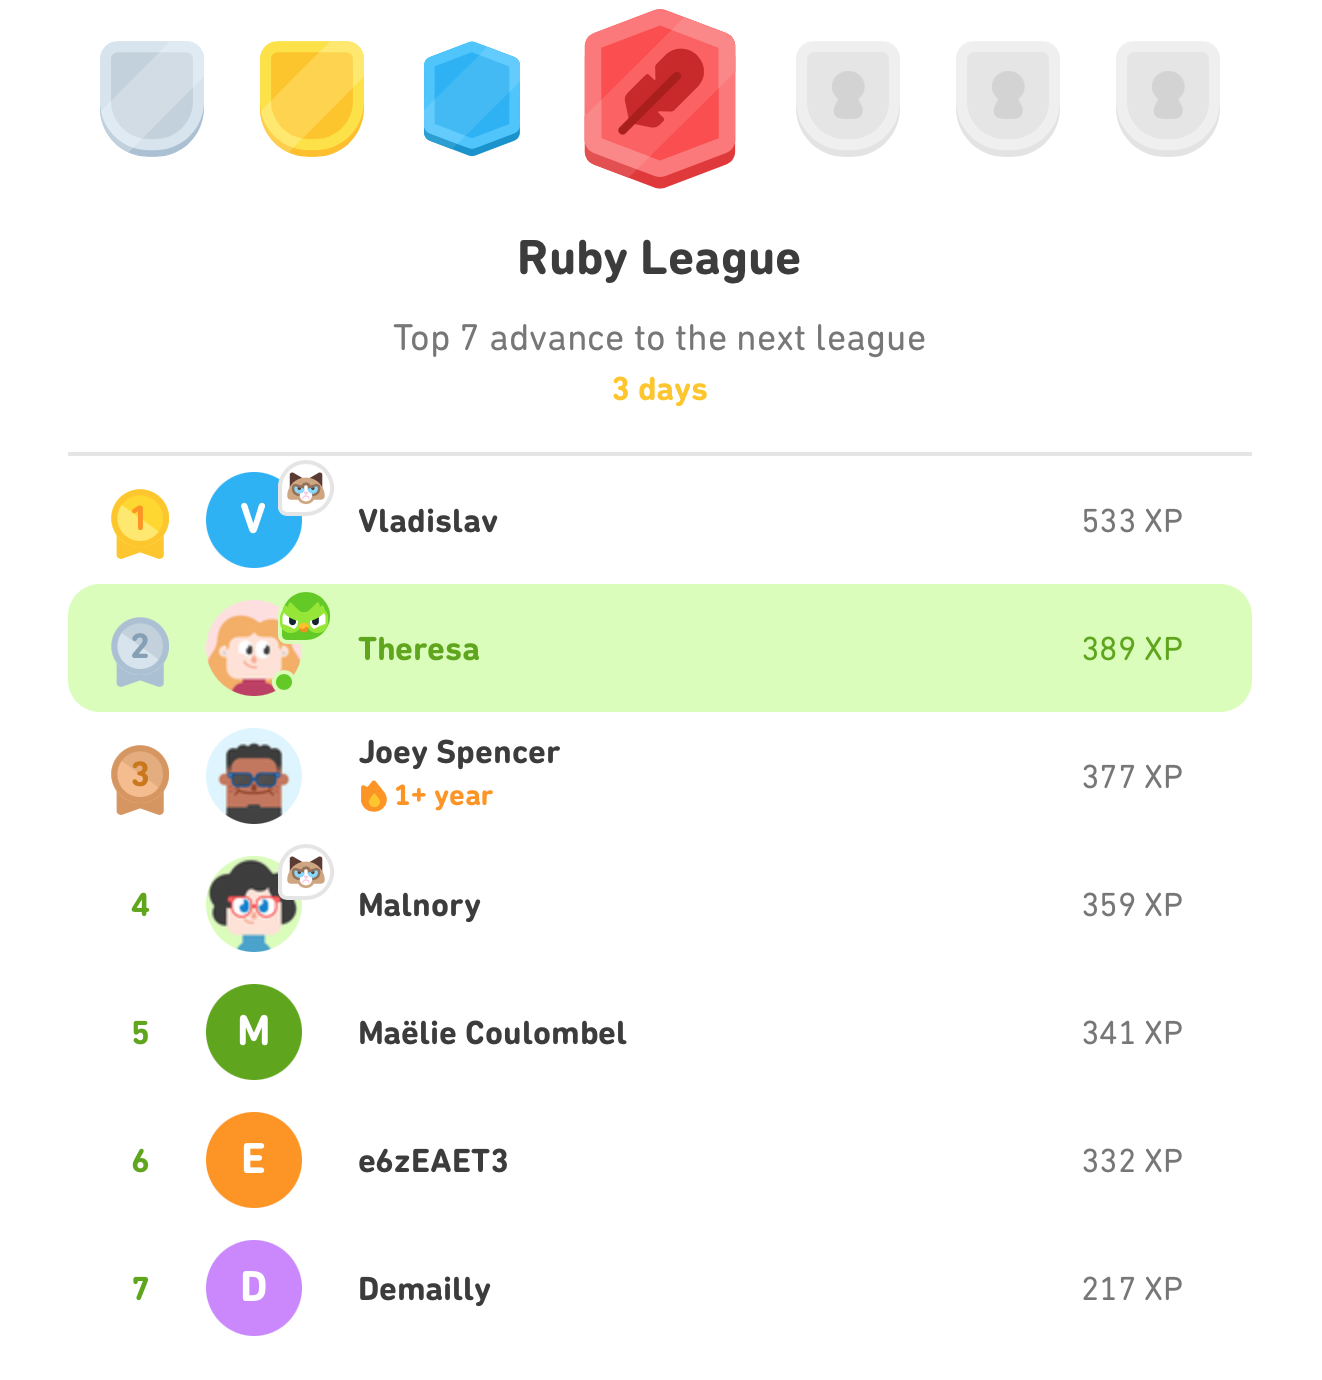 Ruby League
Top 7 advance to the next league
3 days
1 V Vladislav 533 XP
2 Theresa 389 XP
3 Joey Spencer 377 XP
1+ year
4 Malnory 359 XP
5 M Maëlie Coulombel 341 XP
6 E e6zEAET3 332 XP
7 D Demailly 217 XP